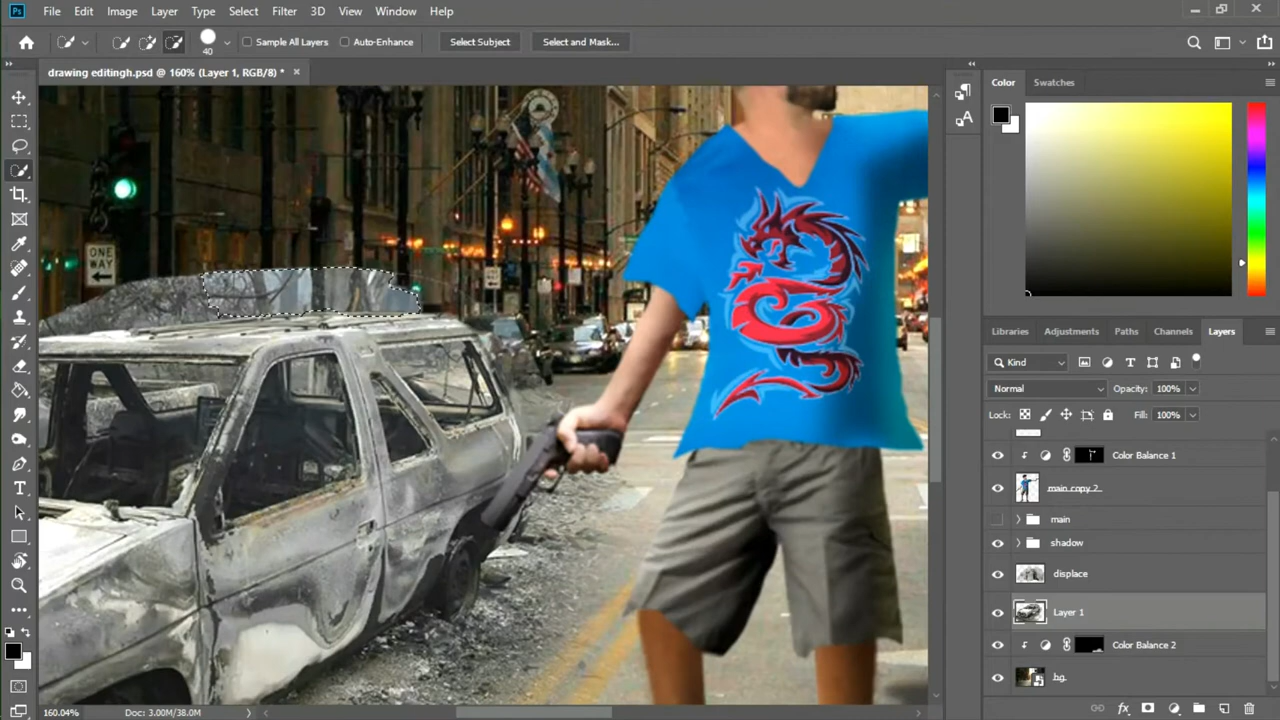 Ps File Edit Image Layer Type Select Filter 3D View Window Help
40 Sample All Layers Auto-Enhance Select Subject Select and Mask...
drawing editingh.psd @ 160% (Layer 1, RGB/8) *
Color Swatches
ONE
WAY
Libraries Adjustments Paths Channels Layers
Kind
Normal Opacity: 100%
Lock: Fill: 100%
Color Balance 1
main copy 2
main
shadow
displace
Layer 1
Color Balance 2
bg
160.04% Doc: 3.00M/38.0M